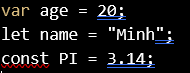 var age = 20;
let name = "Minh";
const PI = 3.14;